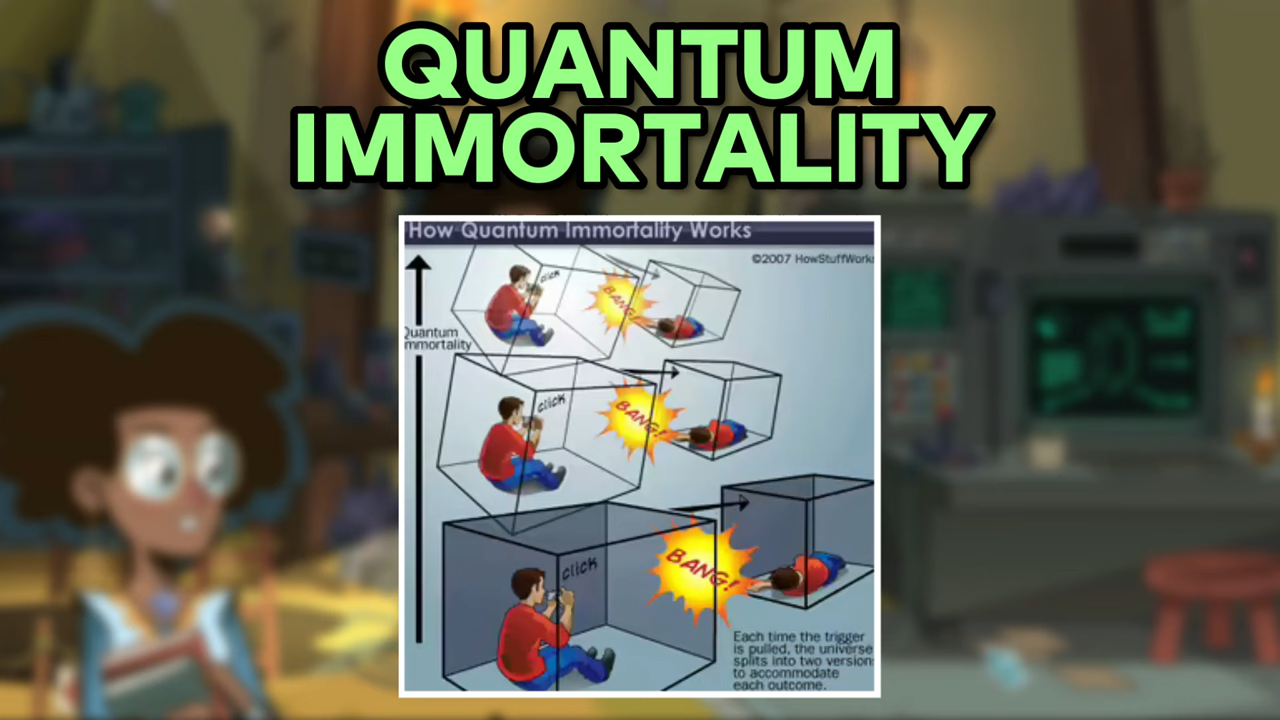 QUANTUM
IMMORTALITY
How Quantum Immortality Works
©2007 HowStuffWorks
click
BANG!
Quantum
Immortality
click
BANG!
click
BANG!
Each time the trigger
is pulled, the universe
splits into two versions
to accommodate
each outcome.